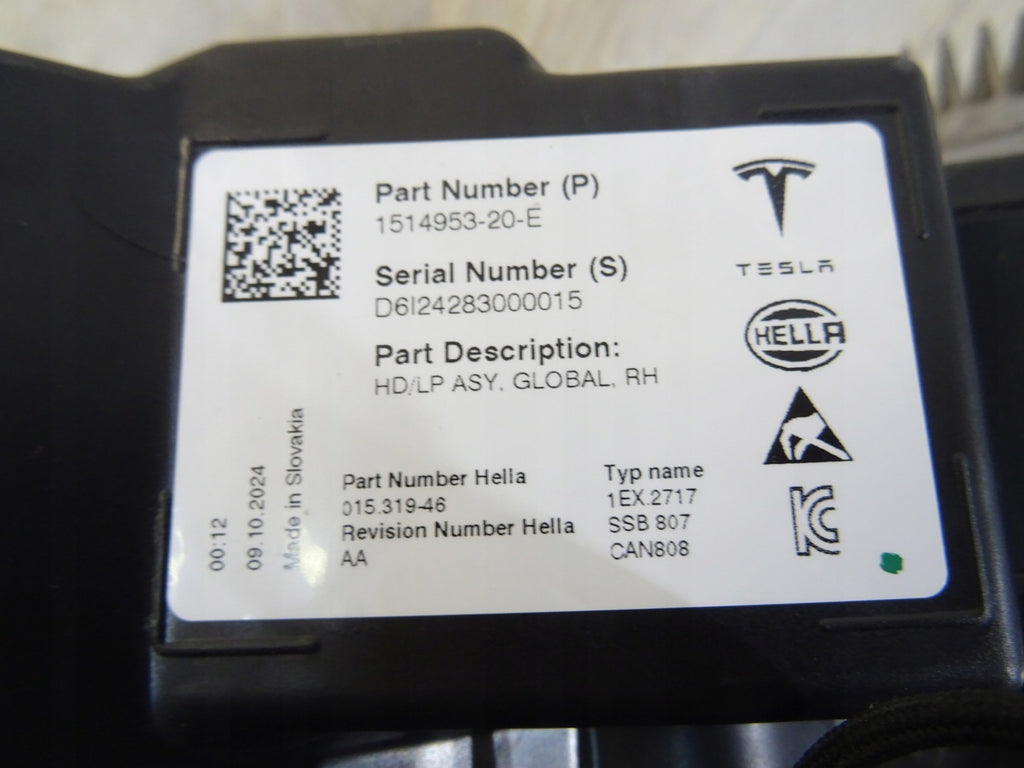 Part Number (P)
1514953-20-E
Serial Number (S)
D6I24283000015
Part Description:
HD/LP ASY, GLOBAL, RH
TESLA
HELLA
Part Number Hella
015.319-46
Revision Number Hella
AA
Typ name
1EX.2717
SSB 807
CAN808
00:12
09.10.2024
Made in Slovakia